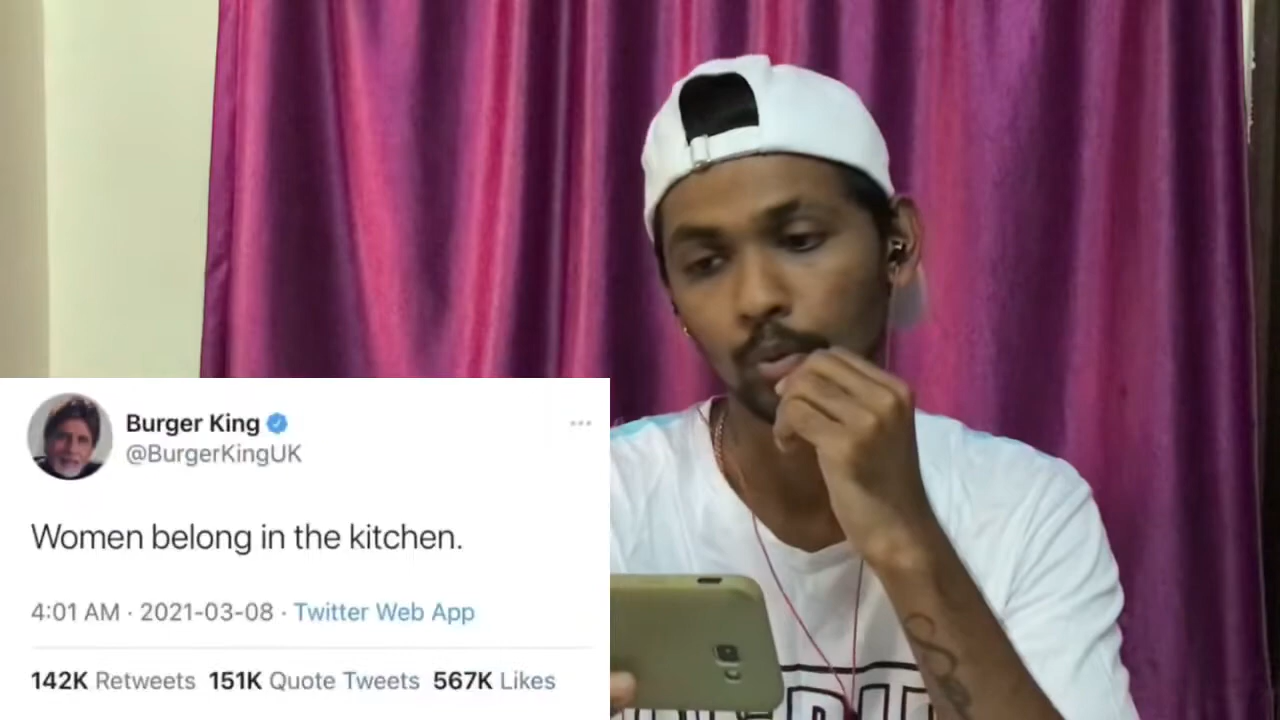 Burger King
@BurgerKingUK
Women belong in the kitchen.
4:01 AM · 2021-03-08 · Twitter Web App
142K Retweets 151K Quote Tweets 567K Likes